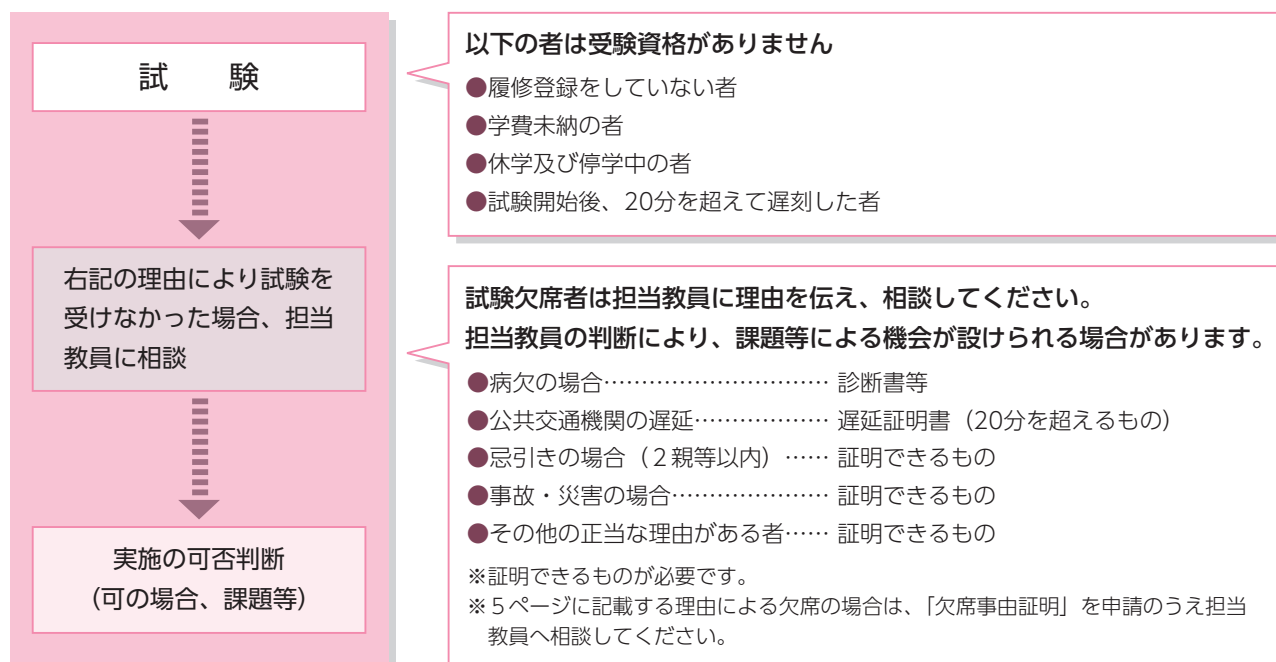 試　験
以下の者は受験資格がありません
●履修登録をしていない者
●学費未納の者
●休学及び停学中の者
●試験開始後、20分を超えて遅刻した者
右記の理由により試験を
受けなかった場合、担当
教員に相談
試験欠席者は担当教員に理由を伝え、相談してください。
担当教員の判断により、課題等による機会が設けられる場合があります。
●病欠の場合………………………… 診断書等
●公共交通機関の遅延……………… 遅延証明書（20分を超えるもの）
●忌引きの場合（２親等以内）…… 証明できるもの
●事故・災害の場合………………… 証明できるもの
●その他の正当な理由がある者…… 証明できるもの
※証明できるものが必要です。
※５ページに記載する理由による欠席の場合は、「欠席事由証明」を申請のうえ担当
教員へ相談してください。
実施の可否判断
（可の場合、課題等）